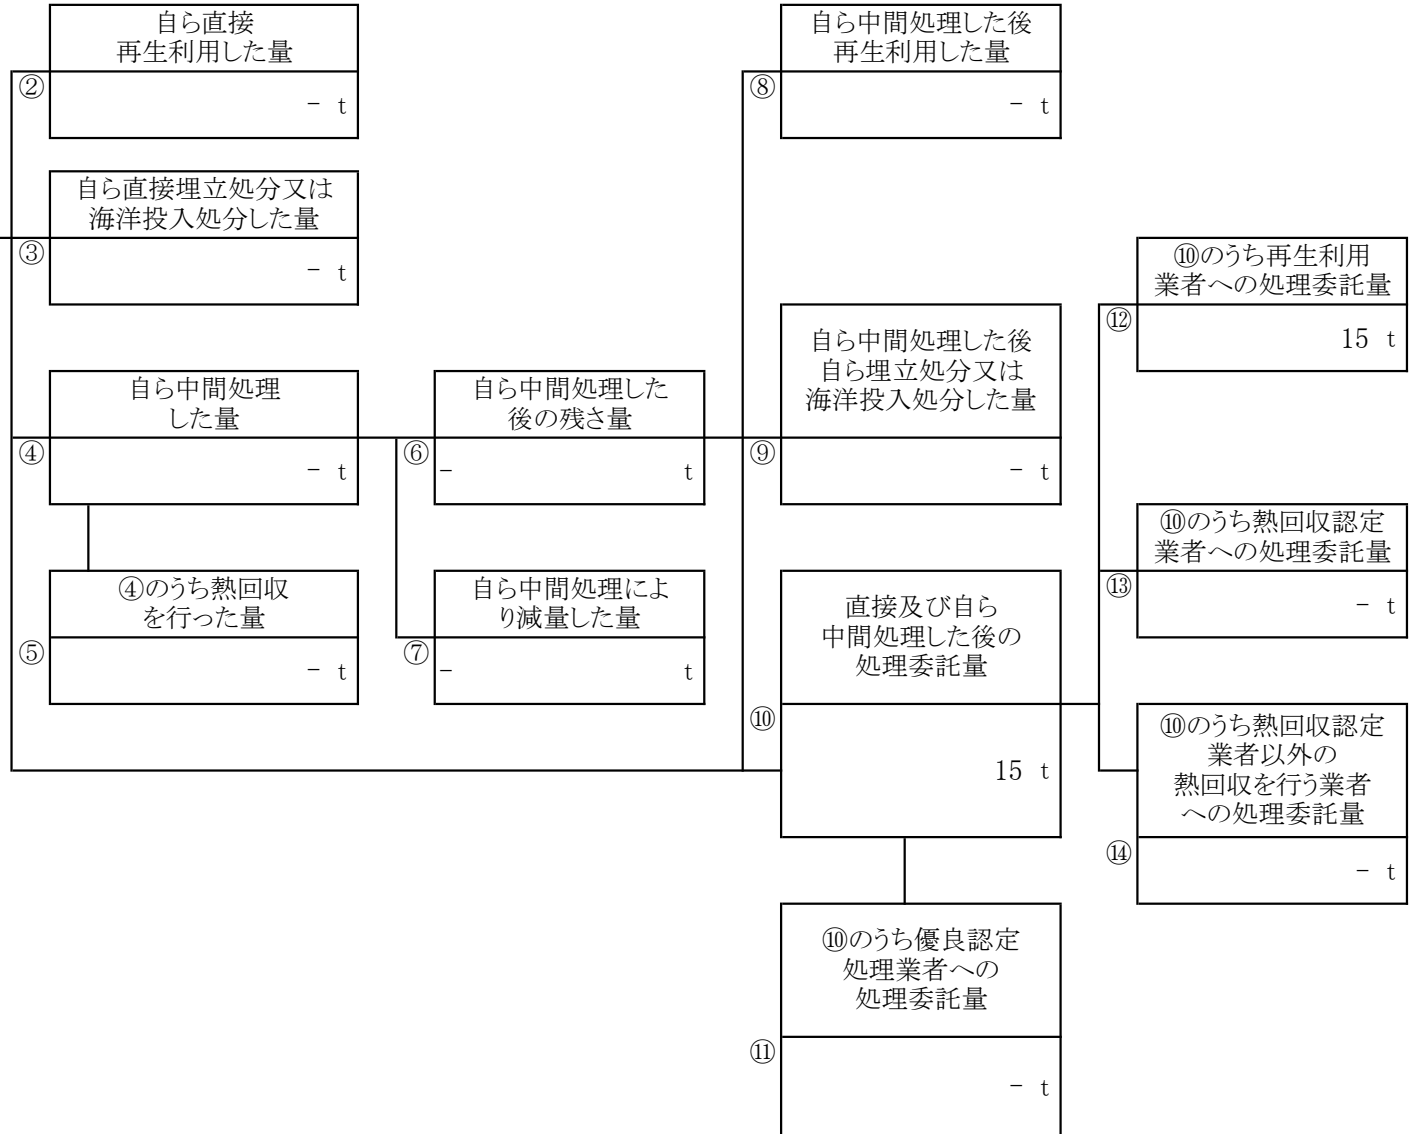 自ら直接
再生利用した量
②
－ t
自ら中間処理した後
再生利用した量
⑧
－ t
自ら直接埋立処分又は
海洋投入処分した量
③
－ t
⑩のうち再生利用
業者への処理委託量
⑫
15 t
自ら中間処理した後
自ら埋立処分又は
海洋投入処分した量
⑨
－ t
自ら中間処理
した量
④
－ t
自ら中間処理した
後の残さ量
⑥
－ t
⑩のうち熱回収認定
業者への処理委託量
⑬
－ t
④のうち熱回収
を行った量
⑤
－ t
自ら中間処理によ
り減量した量
⑦
－ t
直接及び自ら
中間処理した後の
処理委託量
⑩
15 t
⑩のうち熱回収認定
業者以外の
熱回収を行う業者
への処理委託量
⑭
－ t
⑩のうち優良認定
処理業者への
処理委託量
⑪
－ t